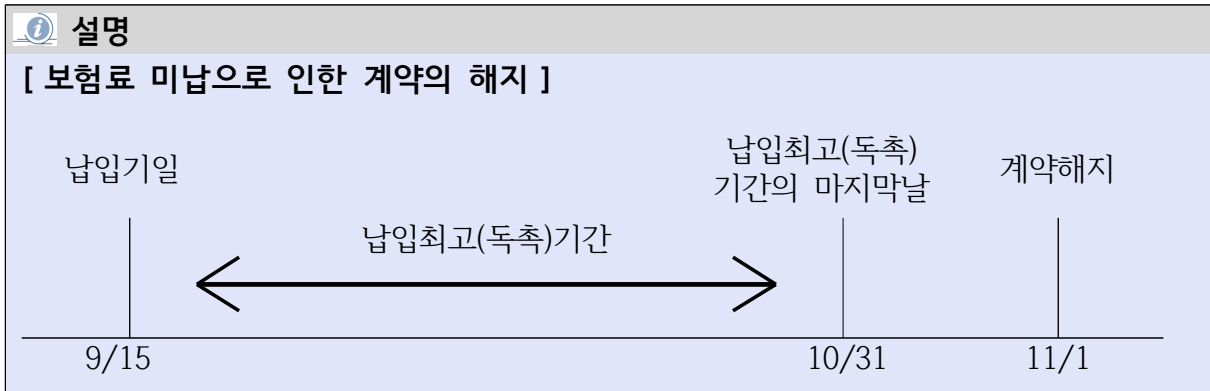 설명
[ 보험료 미납으로 인한 계약의 해지 ]
납입기일
납입최고(독촉)
기간의 마지막날
계약해지
납입최고(독촉)기간
9/15
10/31
11/1